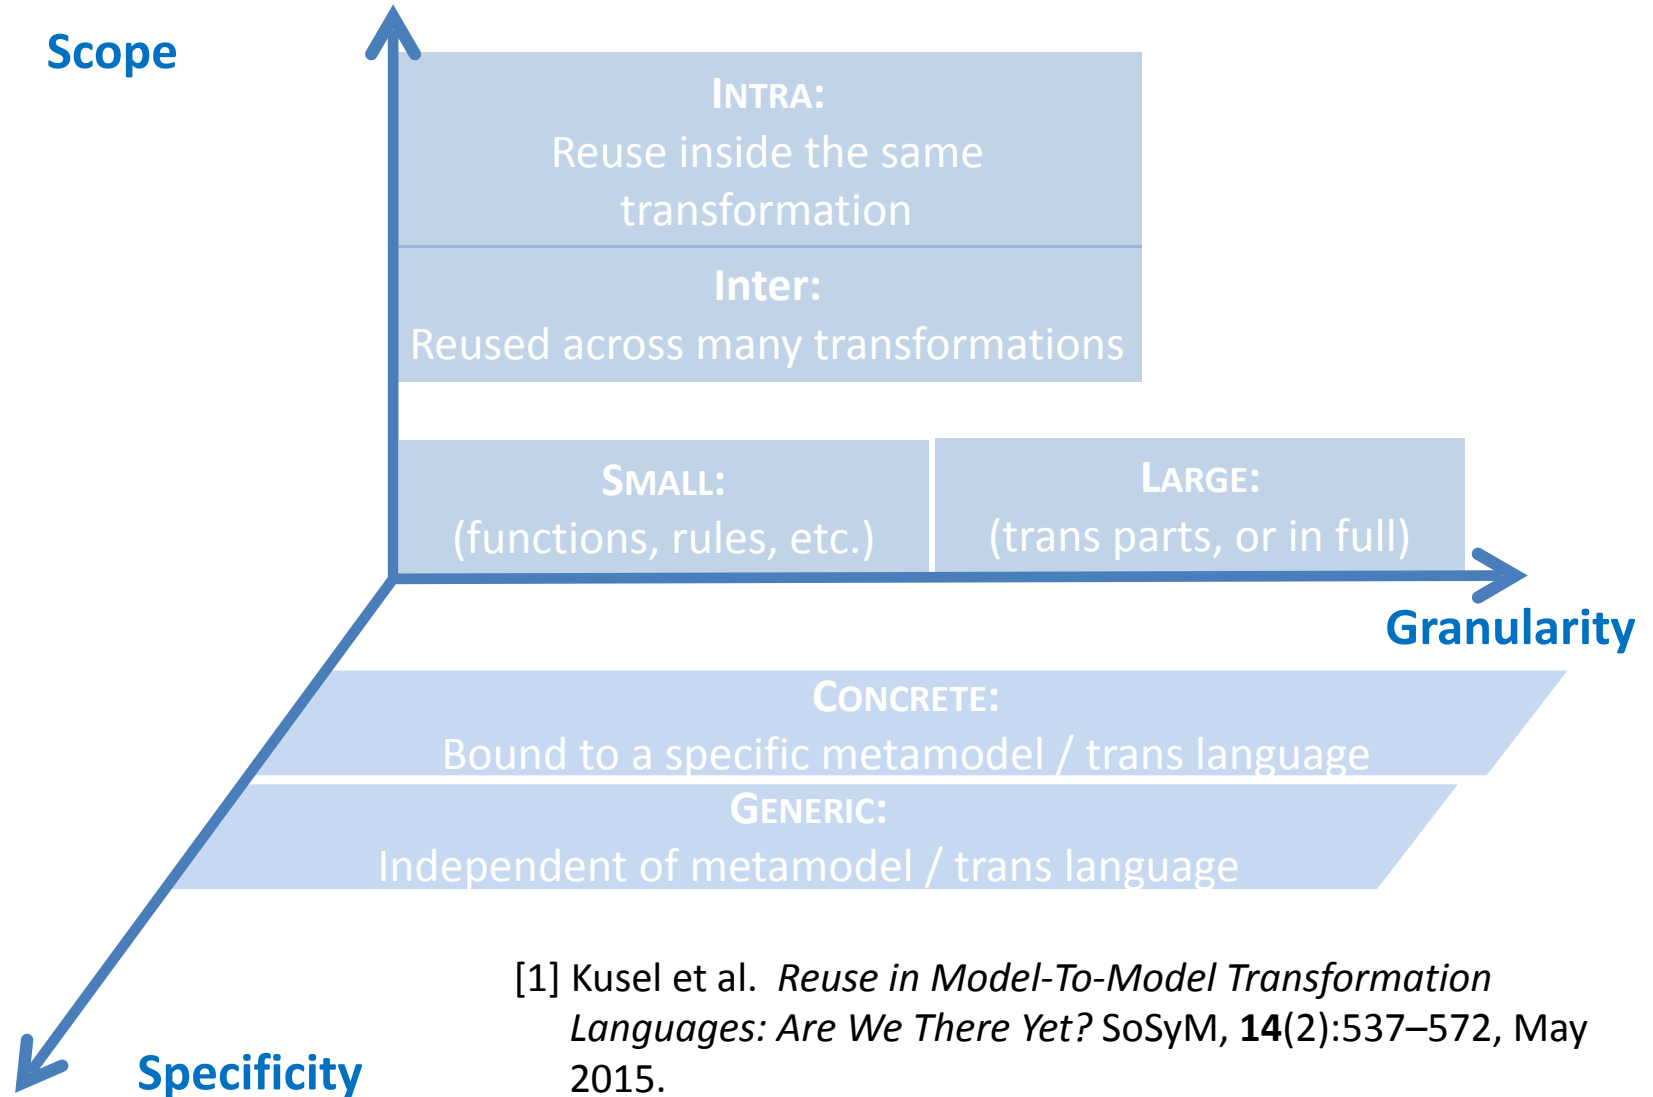 Scope
INTRA:
Reuse inside the same
transformation
Inter:
Reused across many transformations
SMALL:
(functions, rules, etc.)
LARGE:
(trans parts, or in full)
Granularity
CONCRETE:
Bound to a specific metamodel / trans language
GENERIC:
Independent of metamodel / trans language
[1] Kusel et al. Reuse in Model-To-Model Transformation
Languages: Are We There Yet? SoSyM, 14(2):537–572, May
2015.
Specificity